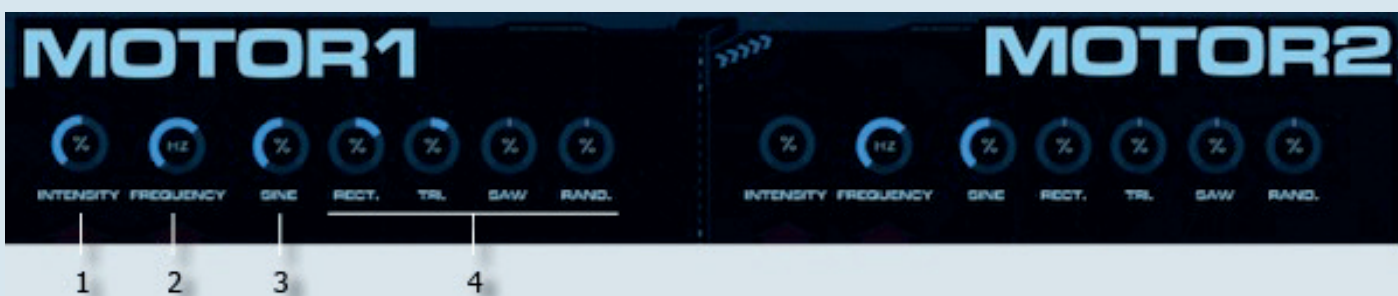 MOTOR1 MOTOR2
% HZ % % % % % % HZ % % % % %
INTENSITY FREQUENCY SINE RECT. TRI. SAW RAND. INTENSITY FREQUENCY SINE RECT. TRI. SAW RAND.
1 2 3 4